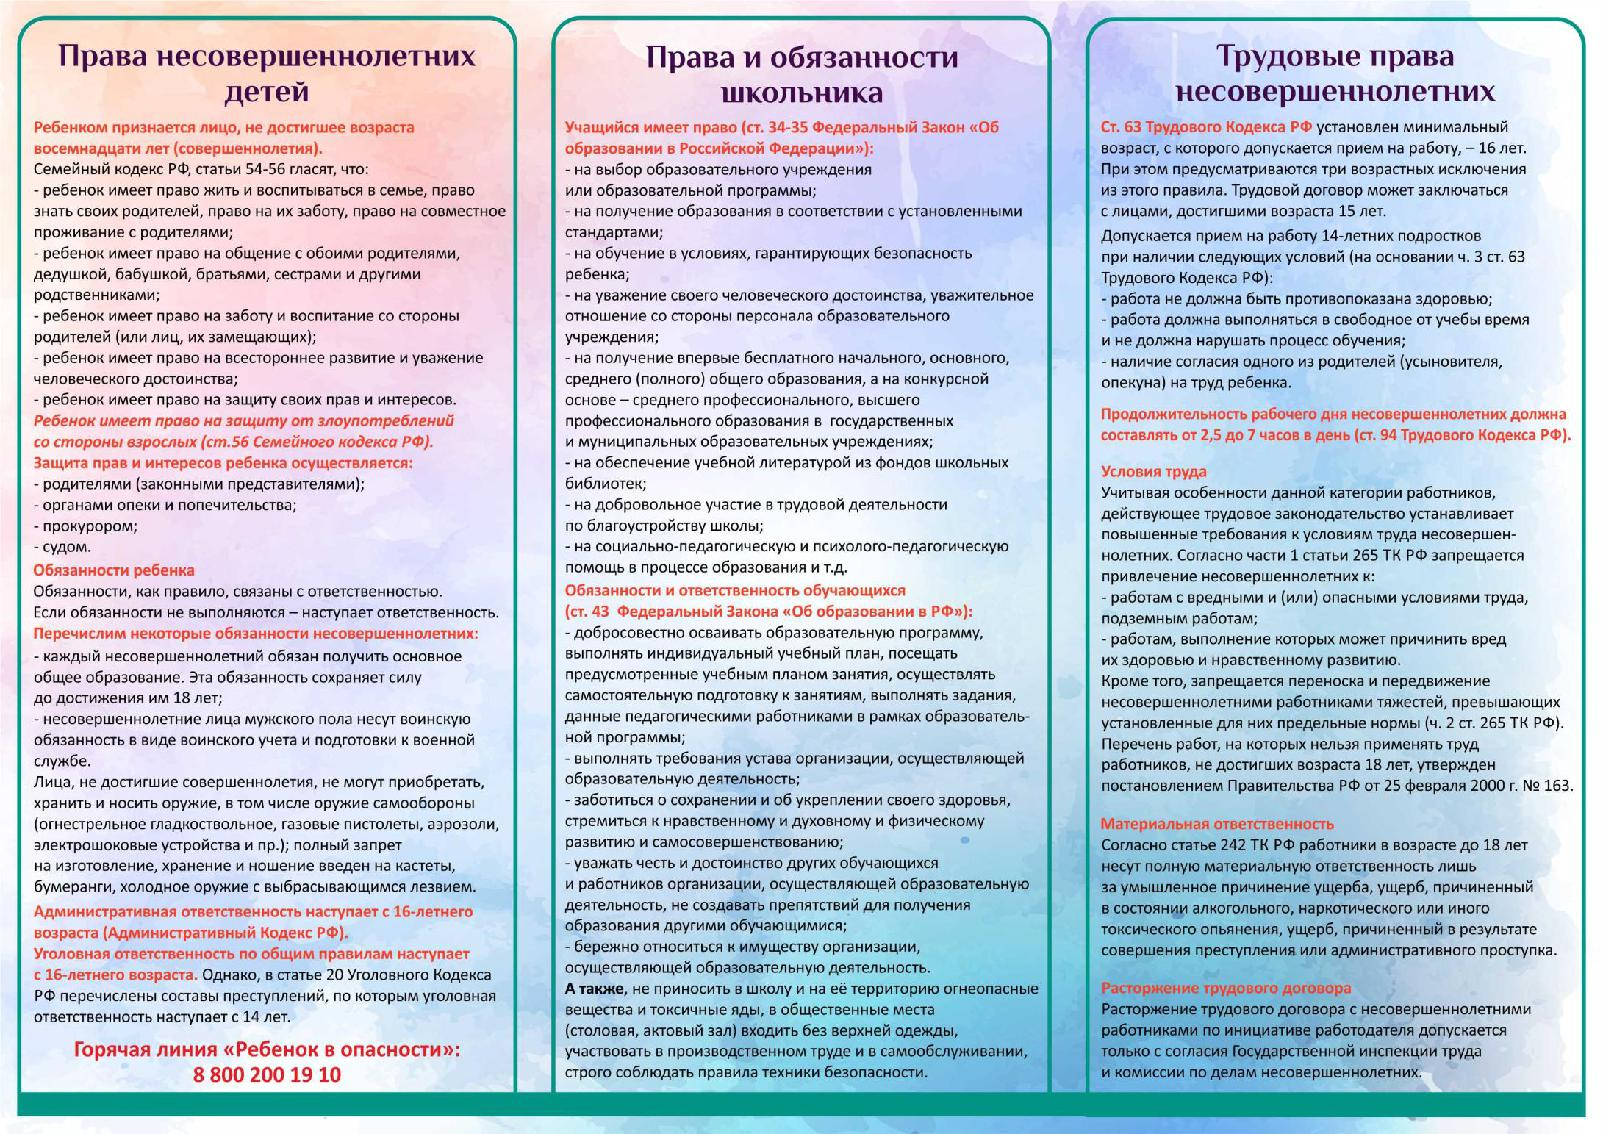 Права несовершеннолетних
детей
Ребенком признается лицо, не достигшее возраста
восемнадцати лет (совершеннолетия).
Семейный кодекс РФ, статьи 54-56 гласят, что:
- ребенок имеет право жить и воспитываться в семье, право
знать своих родителей, право на их заботу, право на совместное
проживание с родителями;
- ребенок имеет право на общение с обоими родителями,
дедушкой, бабушкой, братьями, сестрами и другими
родственниками;
- ребенок имеет право на заботу и воспитание со стороны
родителей (или лиц, их замещающих);
- ребенок имеет право на всестороннее развитие и уважение
человеческого достоинства;
- ребенок имеет право на защиту своих прав и интересов.
Ребенок имеет право на защиту от злоупотреблений
со стороны взрослых (ст.56 Семейного кодекса РФ).
Защита прав и интересов ребенка осуществляется:
- родителями (законными представителями);
- органами опеки и попечительства;
- прокурором;
- судом.
Обязанности ребенка
Обязанности, как правило, связаны с ответственностью.
Если обязанности не выполняются – наступает ответственность.
Перечислим некоторые обязанности несовершеннолетних:
- каждый несовершеннолетний обязан получить основное
общее образование. Эта обязанность сохраняет силу
до достижения им 18 лет;
- несовершеннолетние лица мужского пола несут воинскую
обязанность в виде воинского учета и подготовки к военной
службе.
Лица, не достигшие совершеннолетия, не могут приобретать,
хранить и носить оружие, в том числе оружие самообороны
(огнестрельное гладкоствольное, газовые пистолеты, аэрозоли,
электрошоковые устройства и пр.); полный запрет
на изготовление, хранение и ношение введен на кастеты,
бумеранги, холодное оружие с выбрасывающимся лезвием.
Административная ответственность наступает с 16-летнего
возраста (Административный Кодекс РФ).
Уголовная ответственность по общим правилам наступает
с 16-летнего возраста. Однако, в статье 20 Уголовного Кодекса
РФ перечислены составы преступлений, по которым уголовная
ответственность наступает с 14 лет.
Горячая линия «Ребенок в опасности»:
8 800 200 19 10
Права и обязанности
школьника
Учащийся имеет право (ст. 34-35 Федеральный Закон «Об
образовании в Российской Федерации»):
- на выбор образовательного учреждения
или образовательной программы;
- на получение образования в соответствии с установленными
стандартами;
- на обучение в условиях, гарантирующих безопасность
ребенка;
- на уважение своего человеческого достоинства, уважительное
отношение со стороны персонала образовательного
учреждения;
- на получение впервые бесплатного начального, основного,
среднего (полного) общего образования, а на конкурсной
основе – среднего профессионального, высшего
профессионального образования в государственных
и муниципальных образовательных учреждениях;
- на обеспечение учебной литературой из фондов школьных
библиотек;
- на добровольное участие в трудовой деятельности
по благоустройству школы;
- на социально-педагогическую и психолого-педагогическую
помощь в процессе образования и т.д.
Обязанности и ответственность обучающихся
(ст. 43 Федеральный Закона «Об образовании в РФ»):
- добросовестно осваивать образовательную программу,
выполнять индивидуальный учебный план, посещать
предусмотренные учебным планом занятия, осуществлять
самостоятельную подготовку к занятиям, выполнять задания,
данные педагогическими работниками в рамках образователь-
ной программы;
- выполнять требования устава организации, осуществляющей
образовательную деятельность;
- заботиться о сохранении и об укреплении своего здоровья,
стремиться к нравственному и духовному и физическому
развитию и самосовершенствованию;
- уважать честь и достоинство других обучающихся
и работников организации, осуществляющей образовательную
деятельность, не создавать препятствий для получения
образования другими обучающимися;
- бережно относиться к имуществу организации,
осуществляющей образовательную деятельность.
А также, не приносить в школу и на её территорию огнеопасные
вещества и токсичные яды, в общественные места
(столовая, актовый зал) входить без верхней одежды,
участвовать в производственном труде и в самообслуживании,
строго соблюдать правила техники безопасности.
Трудовые права
несовершеннолетних
Ст. 63 Трудового Кодекса РФ установлен минимальный
возраст, с которого допускается прием на работу, – 16 лет.
При этом предусматриваются три возрастных исключения
из этого правила. Трудовой договор может заключаться
с лицами, достигшими возраста 15 лет.
Допускается прием на работу 14-летних подростков
при наличии следующих условий (на основании ч. 3 ст. 63
Трудового Кодекса РФ):
- работа не должна быть противопоказана здоровью;
- работа должна выполняться в свободное от учебы время
и не должна нарушать процесс обучения;
- наличие согласия одного из родителей (усыновителя,
опекуна) на труд ребенка.
Продолжительность рабочего дня несовершеннолетних должна
составлять от 2,5 до 7 часов в день (ст. 94 Трудового Кодекса РФ).
Условия труда
Учитывая особенности данной категории работников,
действующее трудовое законодательство устанавливает
повышенные требования к условиям труда несовершен-
нолетних. Согласно части 1 статьи 265 ТК РФ запрещается
привлечение несовершеннолетних к:
- работам с вредными и (или) опасными условиями труда,
подземным работам;
- работам, выполнение которых может причинить вред
их здоровью и нравственному развитию.
Кроме того, запрещается переноска и передвижение
несовершеннолетними работниками тяжестей, превышающих
установленные для них предельные нормы (ч. 2 ст. 265 ТК РФ).
Перечень работ, на которых нельзя применять труд
работников, не достигших возраста 18 лет, утвержден
постановлением Правительства РФ от 25 февраля 2000 г. № 163.
Материальная ответственность
Согласно статье 242 ТК РФ работники в возрасте до 18 лет
несут полную материальную ответственность лишь
за умышленное причинение ущерба, ущерб, причиненный
в состоянии алкогольного, наркотического или иного
токсического опьянения, ущерб, причиненный в результате
совершения преступления или административного проступка.
Расторжение трудового договора
Расторжение трудового договора с несовершеннолетними
работниками по инициативе работодателя допускается
только с согласия Государственной инспекции труда
и комиссии по делам несовершеннолетних.